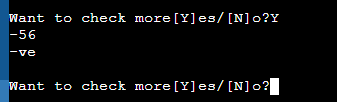 Want to check more[Y]es/[N]o?Y
-56
-ve
Want to check more[Y]es/[N]o?